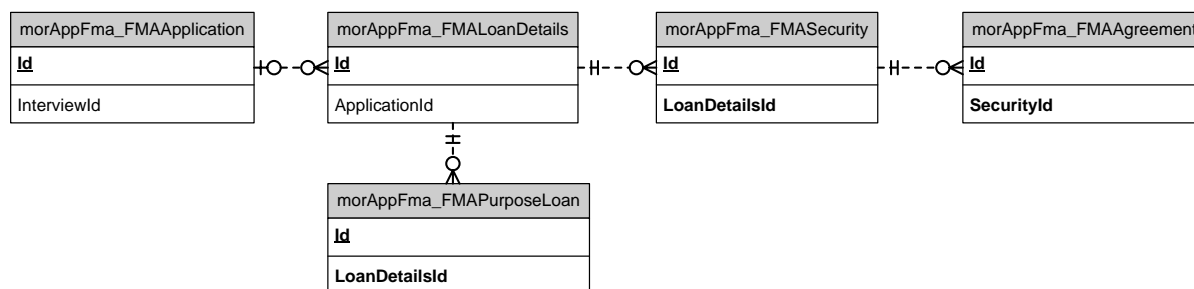 morAppFma_FMAApplication
Id
InterviewId
morAppFma_FMALoanDetails
Id
ApplicationId
morAppFma_FMASecurity
Id
LoanDetailsId
morAppFma_FMAAgreement
Id
SecurityId
morAppFma_FMAPurposeLoan
Id
LoanDetailsId